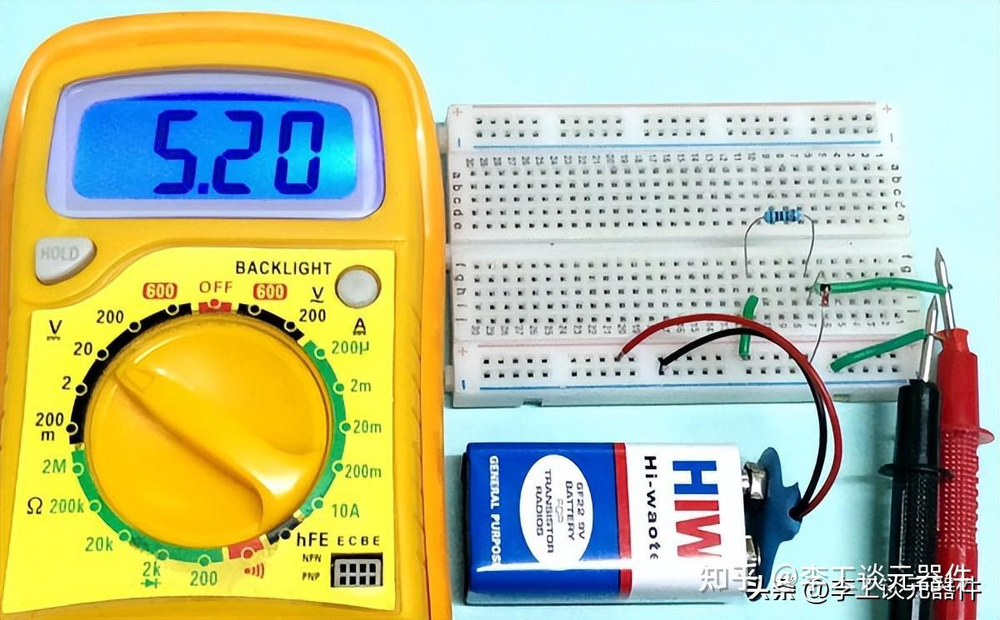 5.20
HOLD
BACKLIGHT
600
OFF
600
V
200
V
200
A
20
200µ
2
2m
200
m
20m
2M
200m
Ω
200k
10A
20k
hFE
E C B E
NPN
PNP
2k
200
HIW
Hi-waote
6F22 9V
BATTERY
FOR
TRANSISTOR
RADIOS
GENERAL PURPOS
知乎 @李工谈元器件
头条 @李工谈元器件